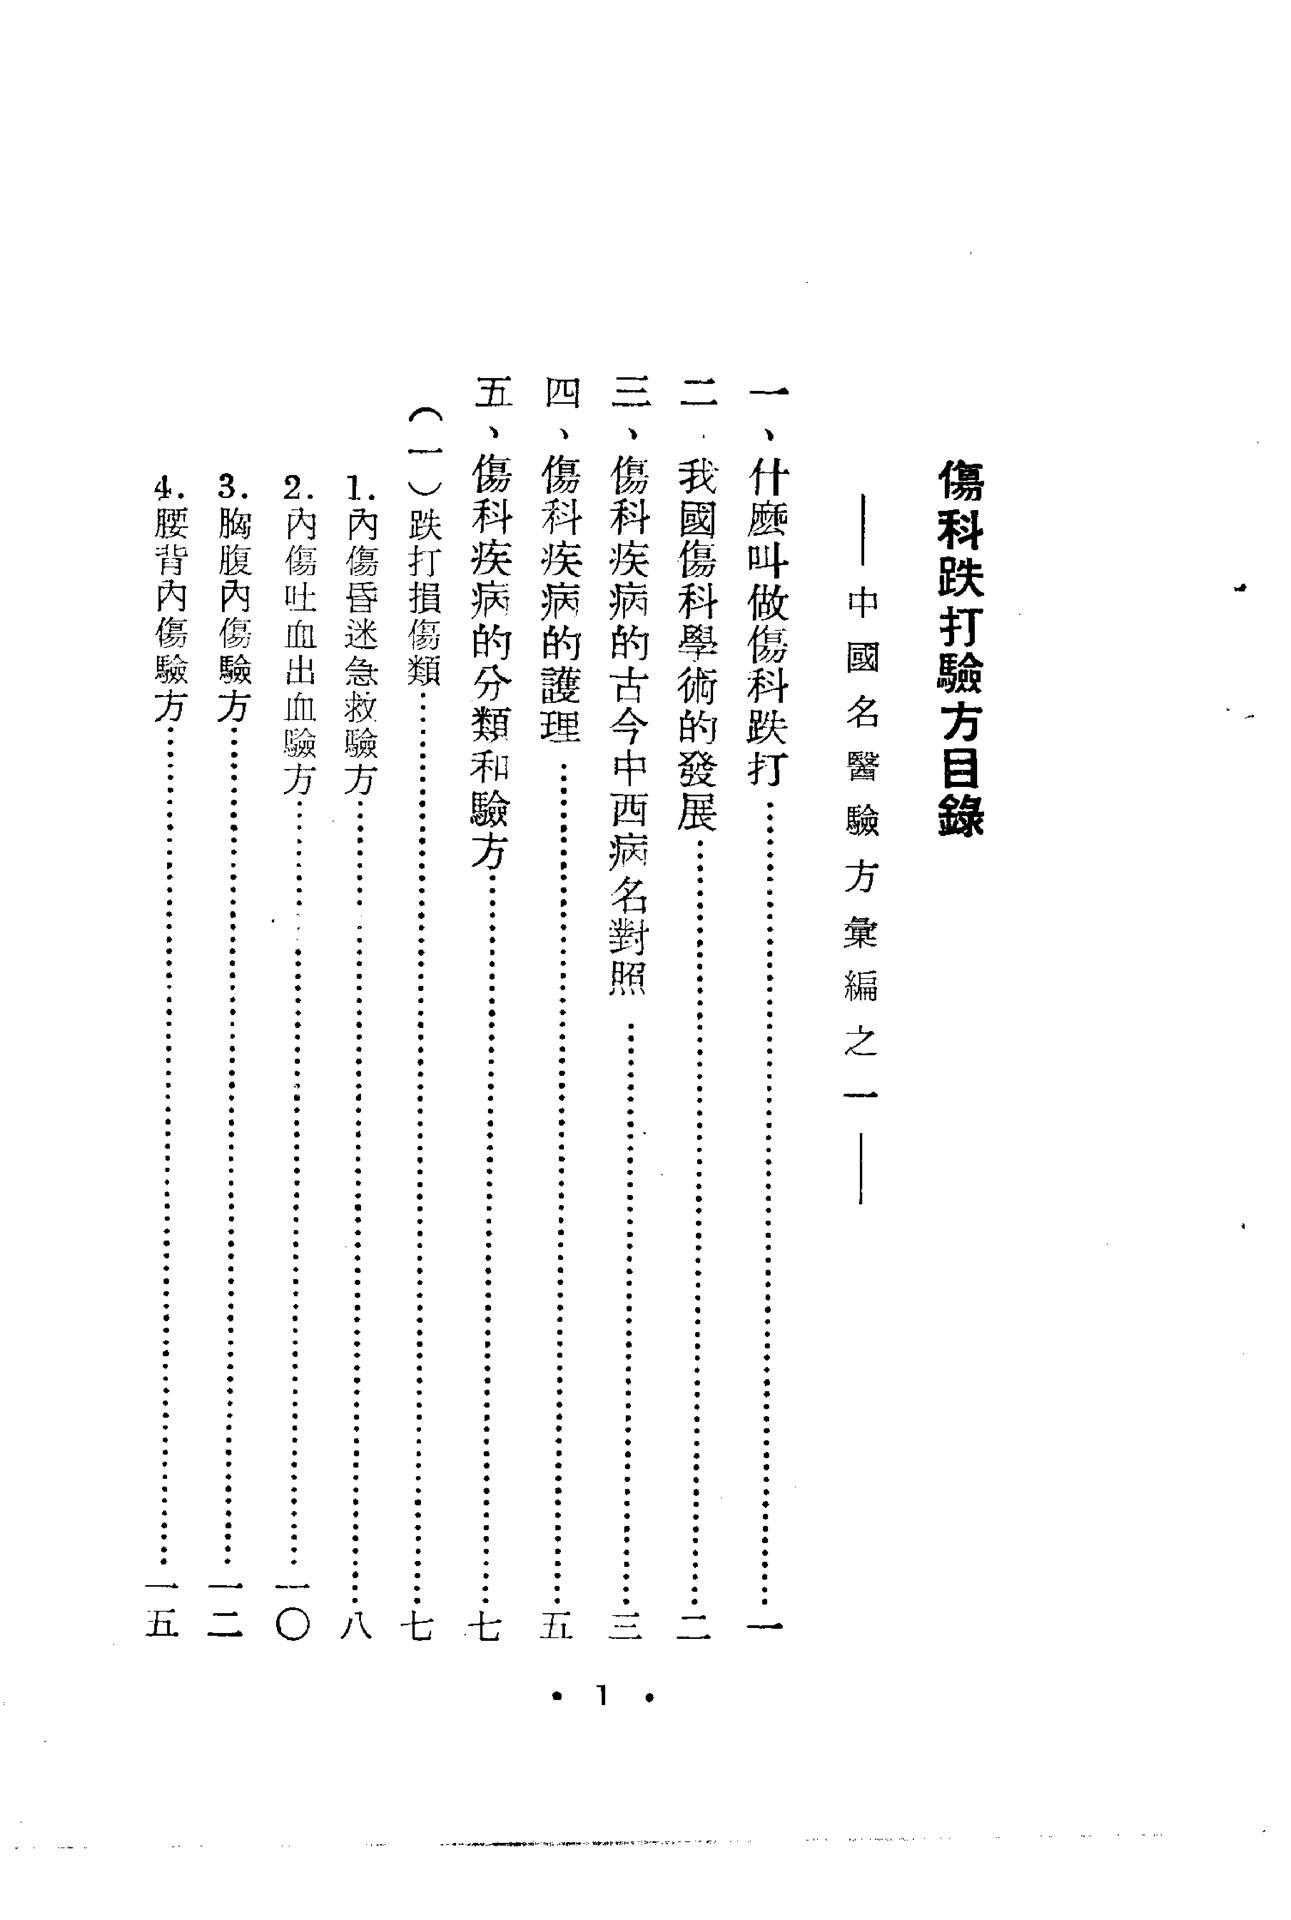 傷科跌打驗方目錄
——中國名醫驗方彙編之一——
一、什麼叫做傷科跌打……一
二、我國傷科學術的發展……二
三、傷科疾病的古今中西病名對照……三
四、傷科疾病的護理……五
五、傷科疾病的分類和驗方……七
(一)跌打損傷類……七
1.內傷昏迷急救驗方……八
2.內傷吐血出血驗方……一〇
3.胸腹內傷驗方……一二
4.腰背內傷驗方……一五
• 1 •